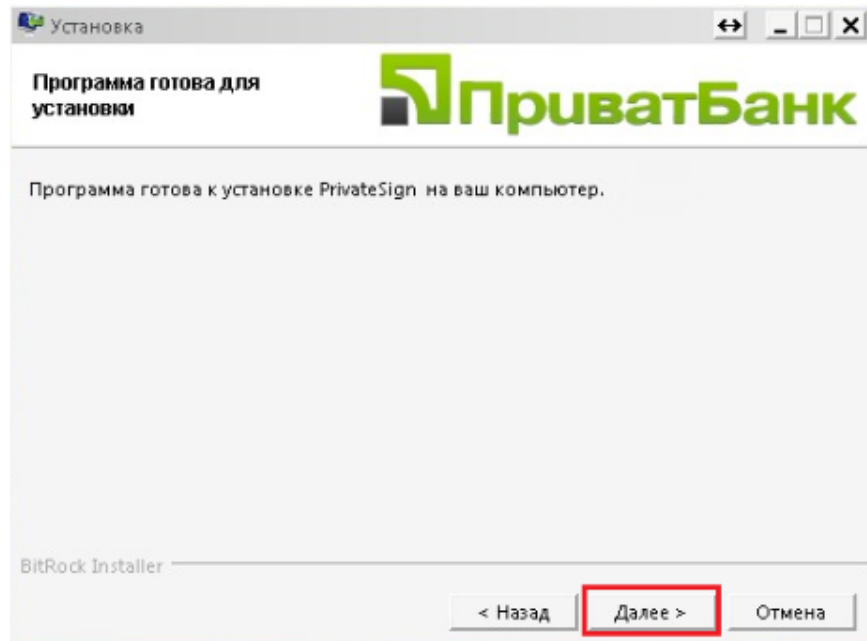 Установка
Программа готова для
установки
ПриватБанк
Программа готова к установке PrivateSign на ваш компьютер.
BitRock Installer
< Назад
Далее >
Отмена